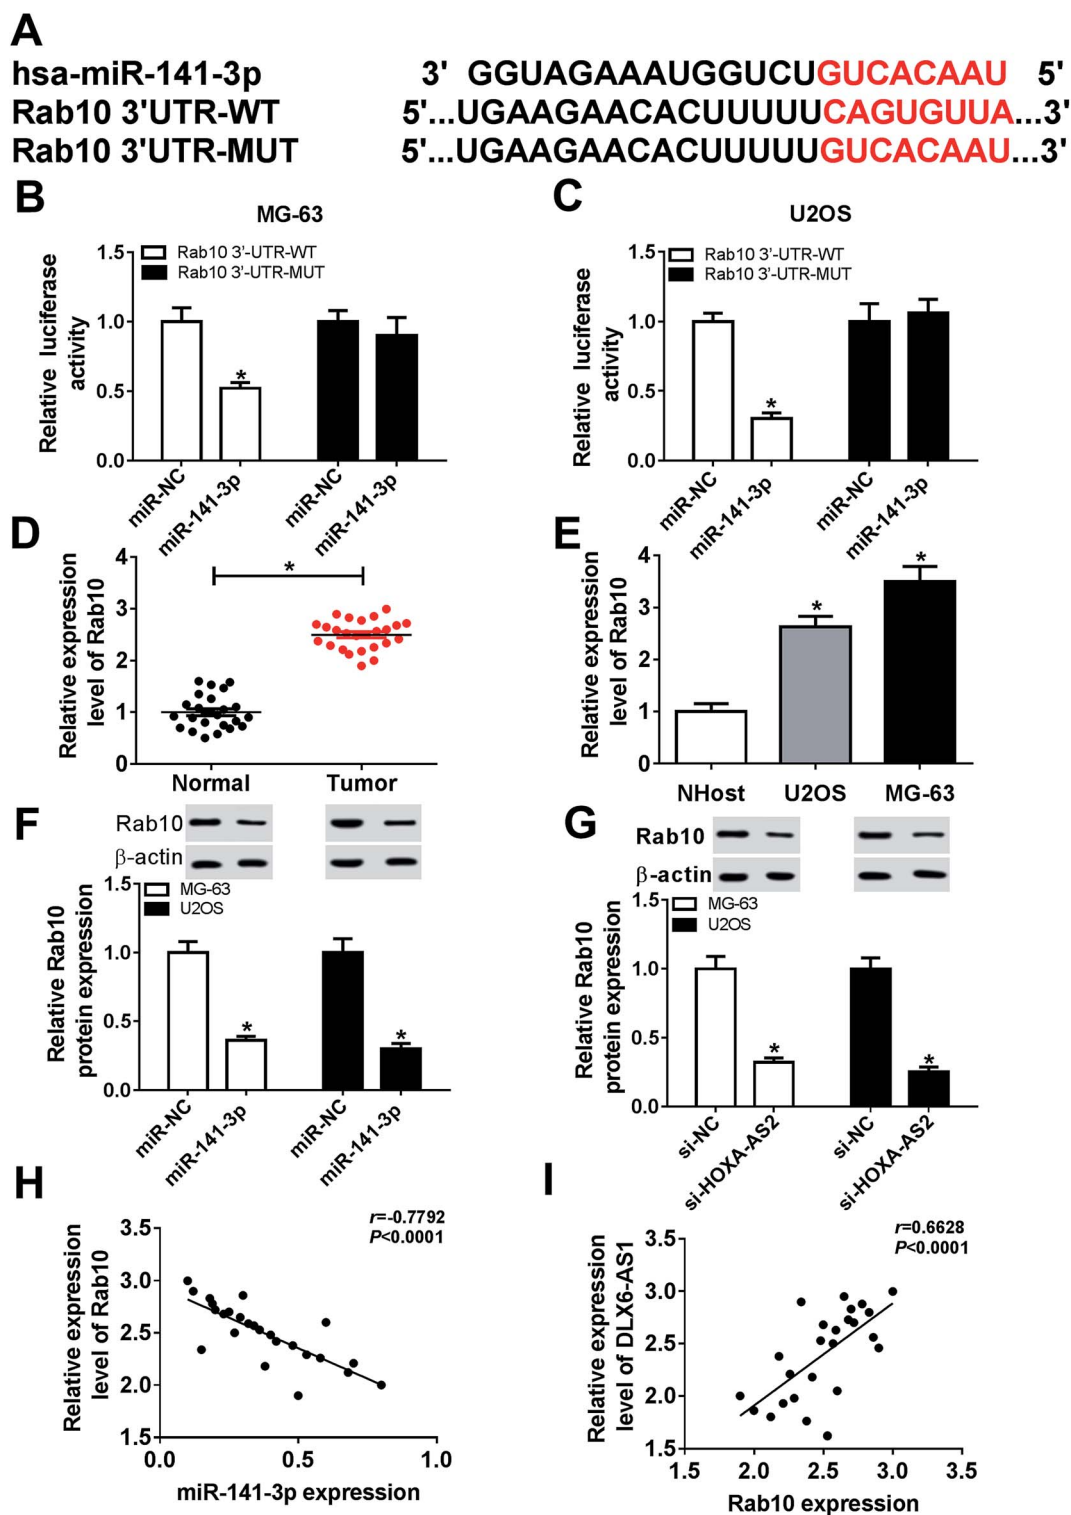 A
hsa-miR-141-3p 3' GGUAGAAAUGGUCUGUCACAAU 5'
Rab10 3'UTR-WT 5'...UGAAGAACACUUUUUCAGUGUUA...3'
Rab10 3'UTR-MUT 5'...UGAAGAACACUUUUUGUCACAAU...3'
B
MG-63
Relative luciferase
activity
1.5
1.0
0.5
0.0
Rab10 3'-UTR-WT
Rab10 3'-UTR-MUT
*
miR-NC
miR-141-3p
miR-NC
miR-141-3p
C
U2OS
Relative luciferase
activity
1.5
1.0
0.5
0.0
Rab10 3'-UTR-WT
Rab10 3'-UTR-MUT
*
miR-NC
miR-141-3p
miR-NC
miR-141-3p
D
Relative expression
level of Rab10
4
3
2
1
0
*
Normal Tumor
E
Relative expression
level of Rab10
4
3
2
1
0
*
*
NHost U2OS MG-63
F
Rab10
β-actin
Relative Rab10
protein expression
1.5
1.0
0.5
0.0
MG-63
U2OS
*
*
miR-NC
miR-141-3p
miR-NC
miR-141-3p
G
Rab10
β-actin
Relative Rab10
protein expression
1.5
1.0
0.5
0.0
MG-63
U2OS
*
*
si-NC
si-HOXA-AS2
si-NC
si-HOXA-AS2
H
r=-0.7792
P<0.0001
Relative expression
level of Rab10
3.5
3.0
2.5
2.0
1.5
0.0 0.5 1.0
miR-141-3p expression
I
r=0.6628
P<0.0001
Relative expression
level of DLX6-AS1
3.5
3.0
2.5
2.0
1.5
1.5 2.0 2.5 3.0 3.5
Rab10 expression